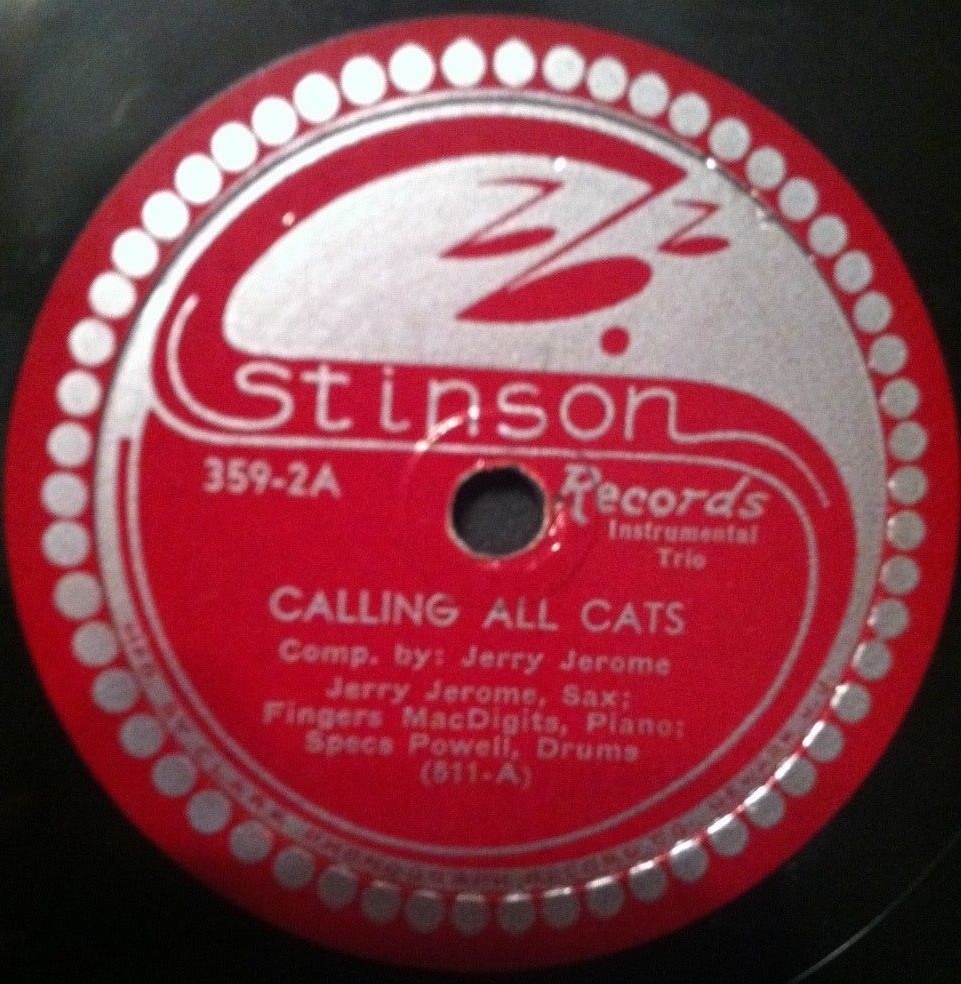 Stinson
359-2A
Records
Instrumental
Trio
CALLING ALL CATS
Comp. by: Jerry Jerome
Jerry Jerome, Sax;
Fingers MacDigits, Piano;
Specs Powell, Drums
(511-A)